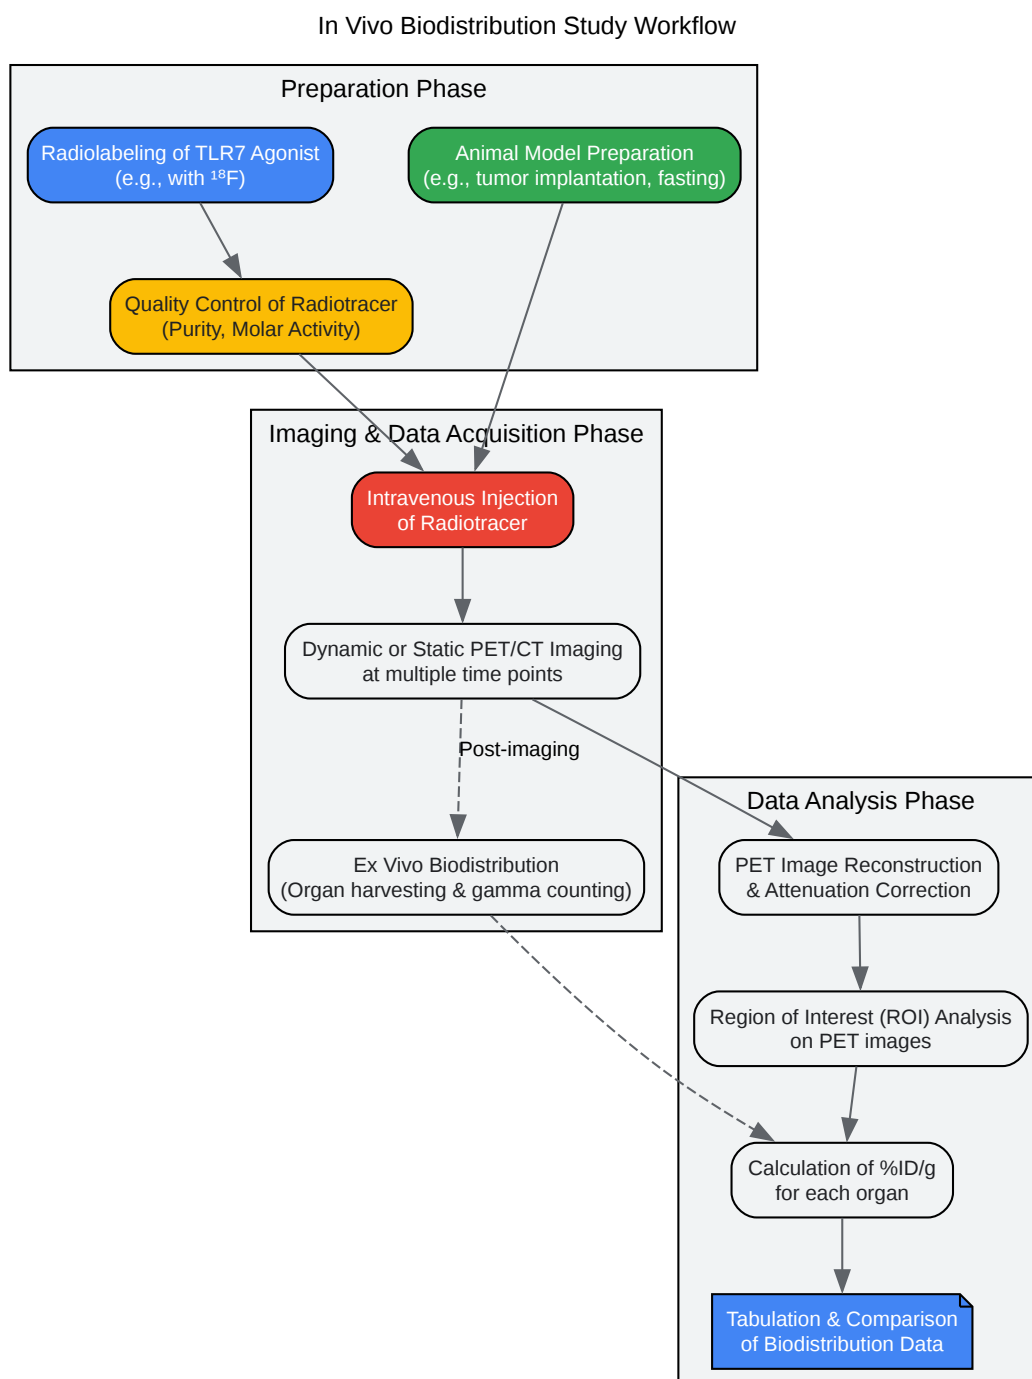 In Vivo Biodistribution Study Workflow
Preparation Phase
Radiolabeling of TLR7 Agonist
(e.g., with ¹⁸F)
Animal Model Preparation
(e.g., tumor implantation, fasting)
Quality Control of Radiotracer
(Purity, Molar Activity)
Imaging & Data Acquisition Phase
Intravenous Injection
of Radiotracer
Dynamic or Static PET/CT Imaging
at multiple time points
Post-imaging
Ex Vivo Biodistribution
(Organ harvesting & gamma counting)
Data Analysis Phase
PET Image Reconstruction
& Attenuation Correction
Region of Interest (ROI) Analysis
on PET images
Calculation of %ID/g
for each organ
Tabulation & Comparison
of Biodistribution Data